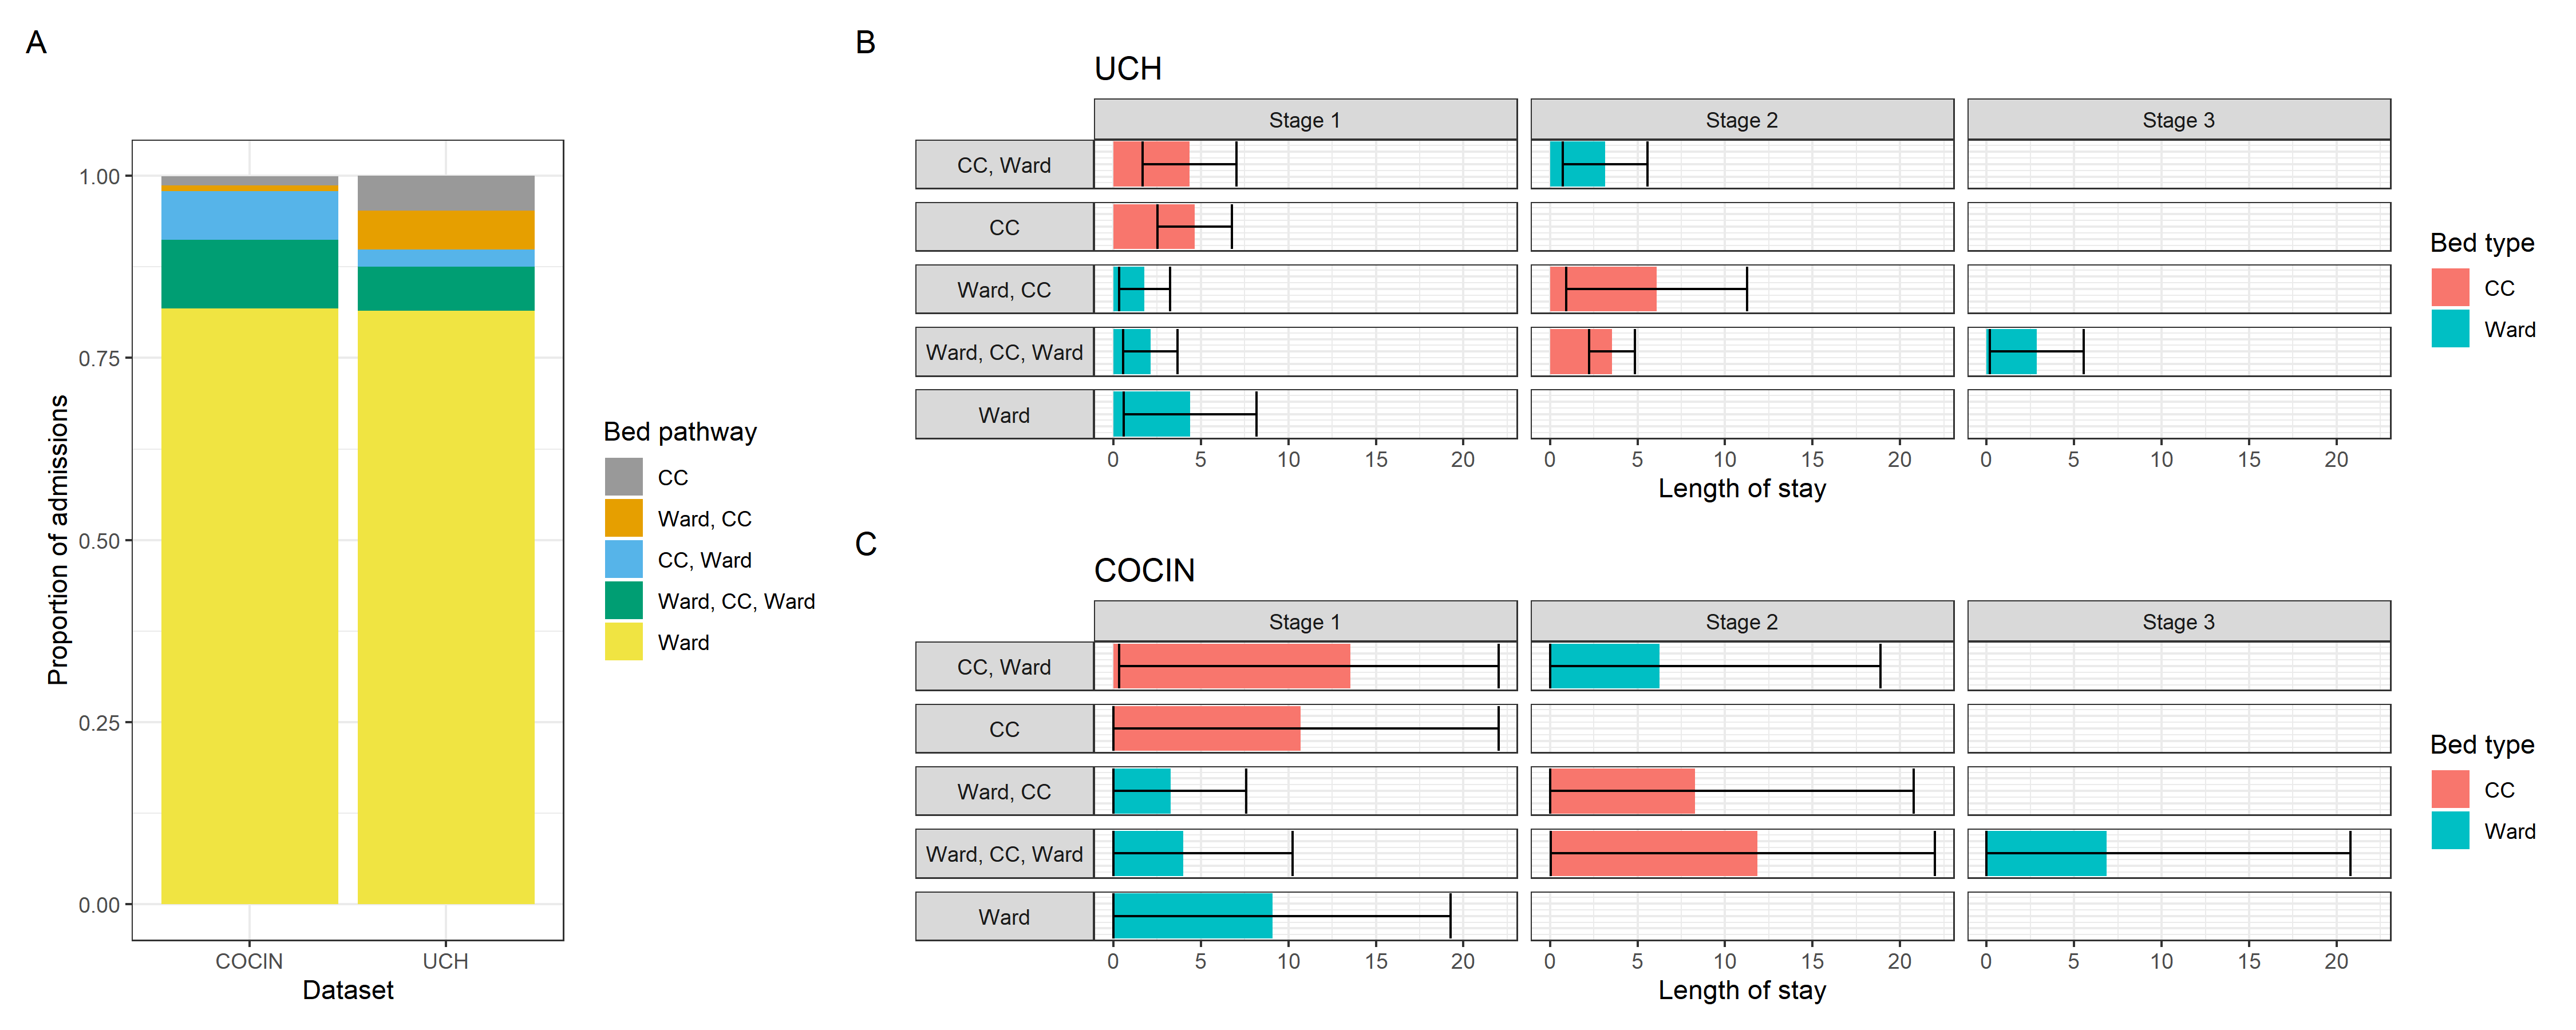 A
1.00
0.75
0.50
0.25
0.00
Proportion of admissions
COCIN UCH
Dataset
Bed pathway
CC
Ward, CC
CC, Ward
Ward, CC, Ward
Ward
B
UCH
Stage 1 Stage 2 Stage 3
CC, Ward
CC
Ward, CC
Ward, CC, Ward
Ward
0 5 10 15 20 0 5 10 15 20 0 5 10 15 20
Length of stay
Bed type
CC
Ward
C
COCIN
Stage 1 Stage 2 Stage 3
CC, Ward
CC
Ward, CC
Ward, CC, Ward
Ward
0 5 10 15 20 0 5 10 15 20 0 5 10 15 20
Length of stay
Bed type
CC
Ward